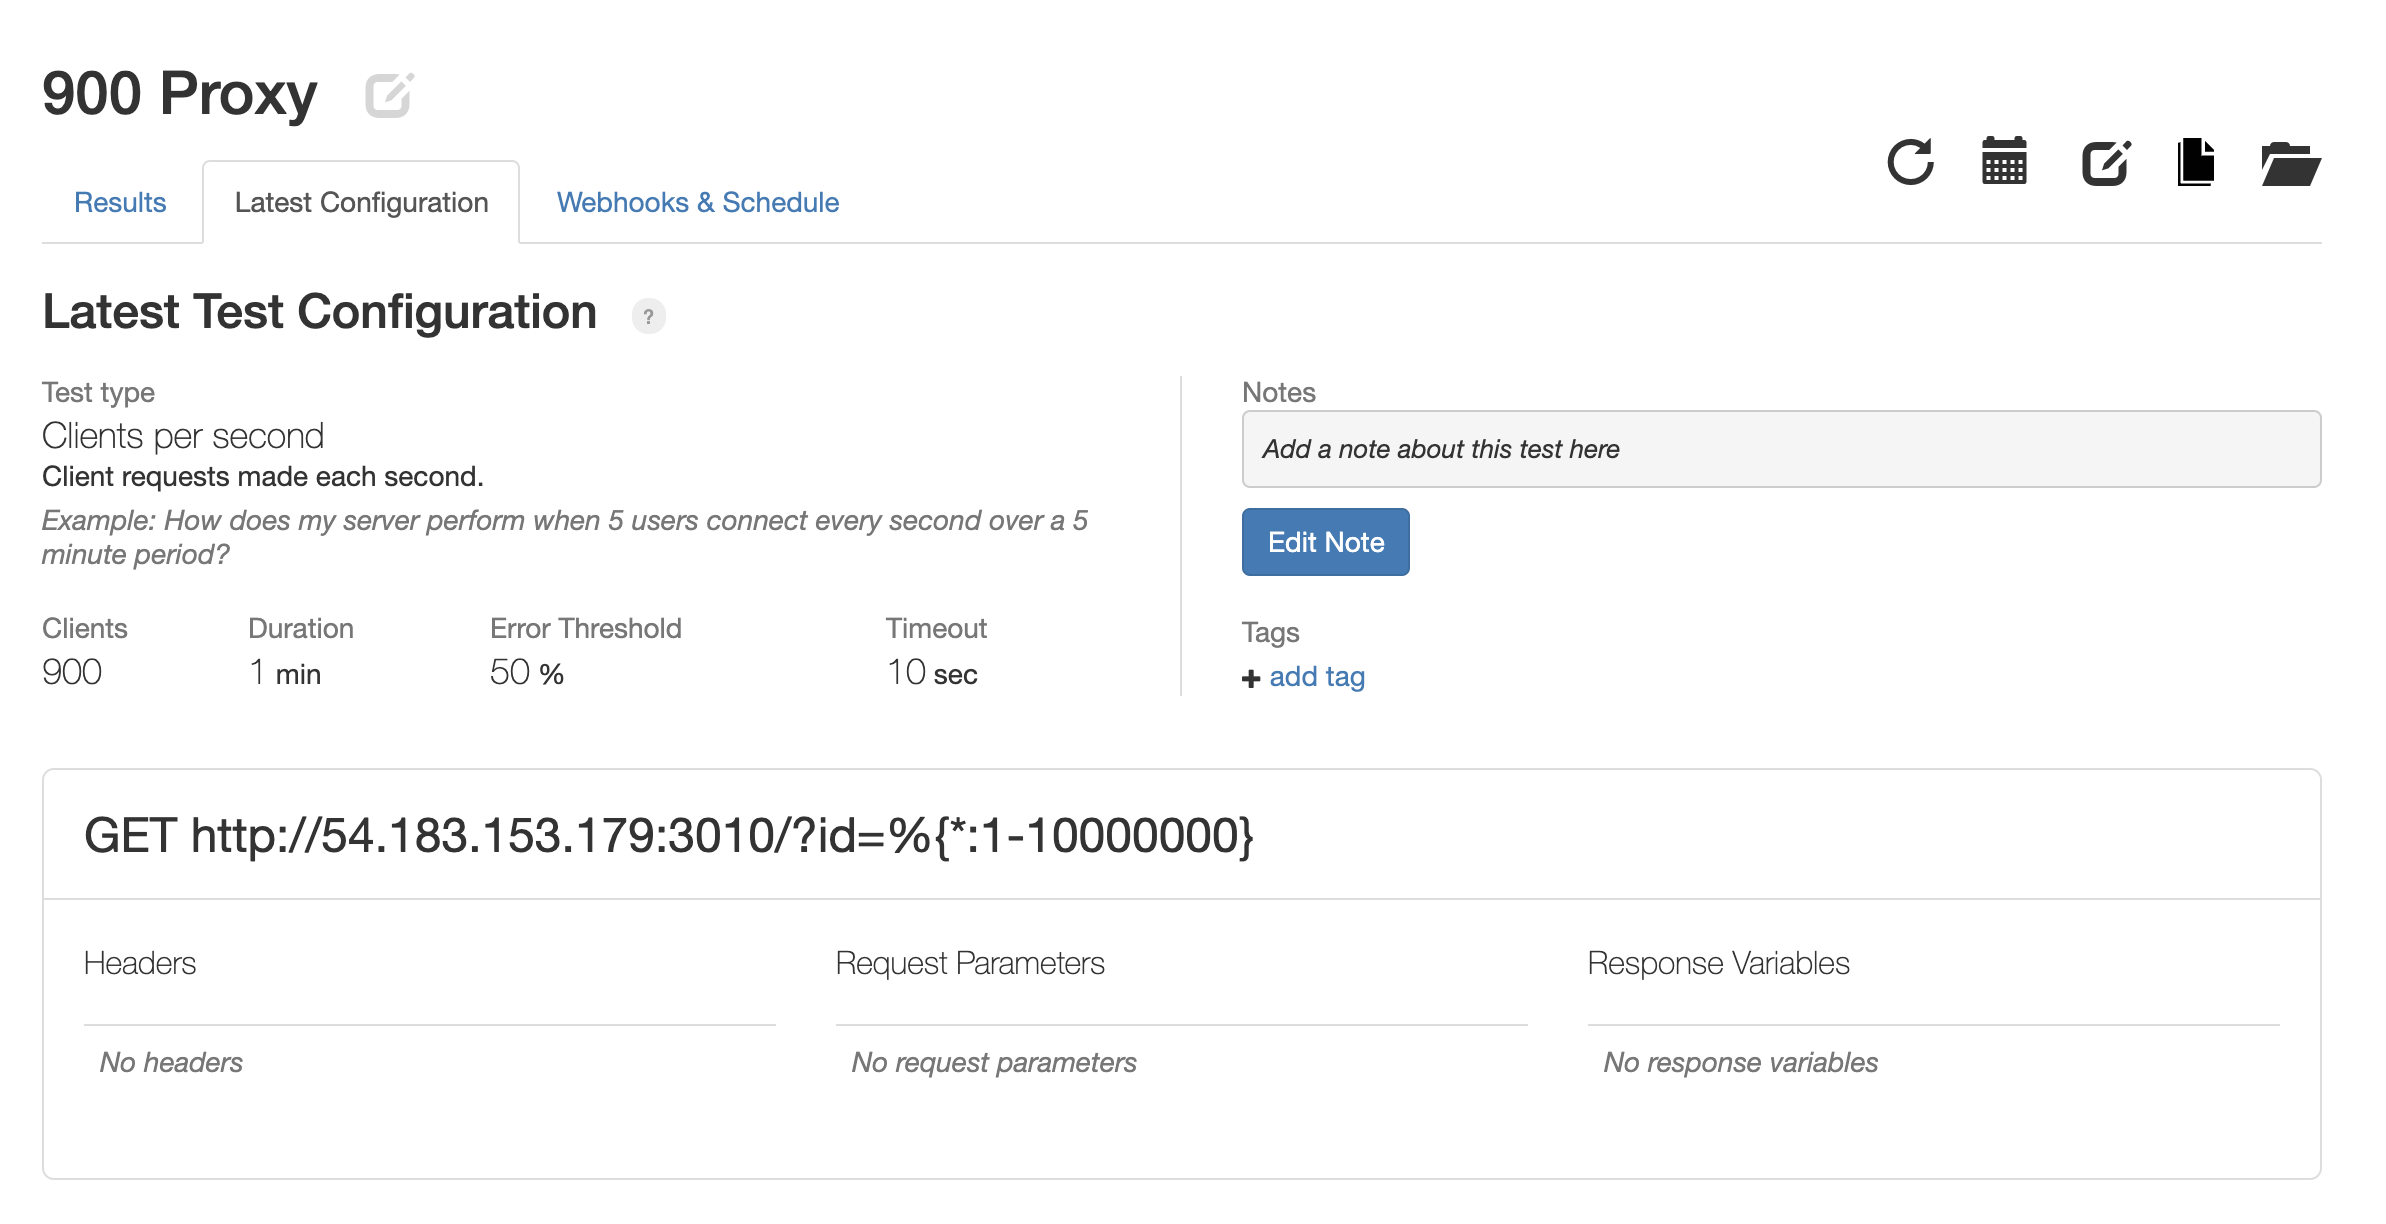 900 Proxy
Results
Latest Configuration
Webhooks & Schedule
Latest Test Configuration
?
Test type
Clients per second
Client requests made each second.
Example: How does my server perform when 5 users connect every second over a 5
minute period?
Clients
Duration
Error Threshold
Timeout
900
1 min
50 %
10 sec
Notes
Add a note about this test here
Edit Note
Tags
+ add tag
GET http://54.183.153.179:3010/?id=%{*:1-10000000}
Headers
Request Parameters
Response Variables
No headers
No request parameters
No response variables